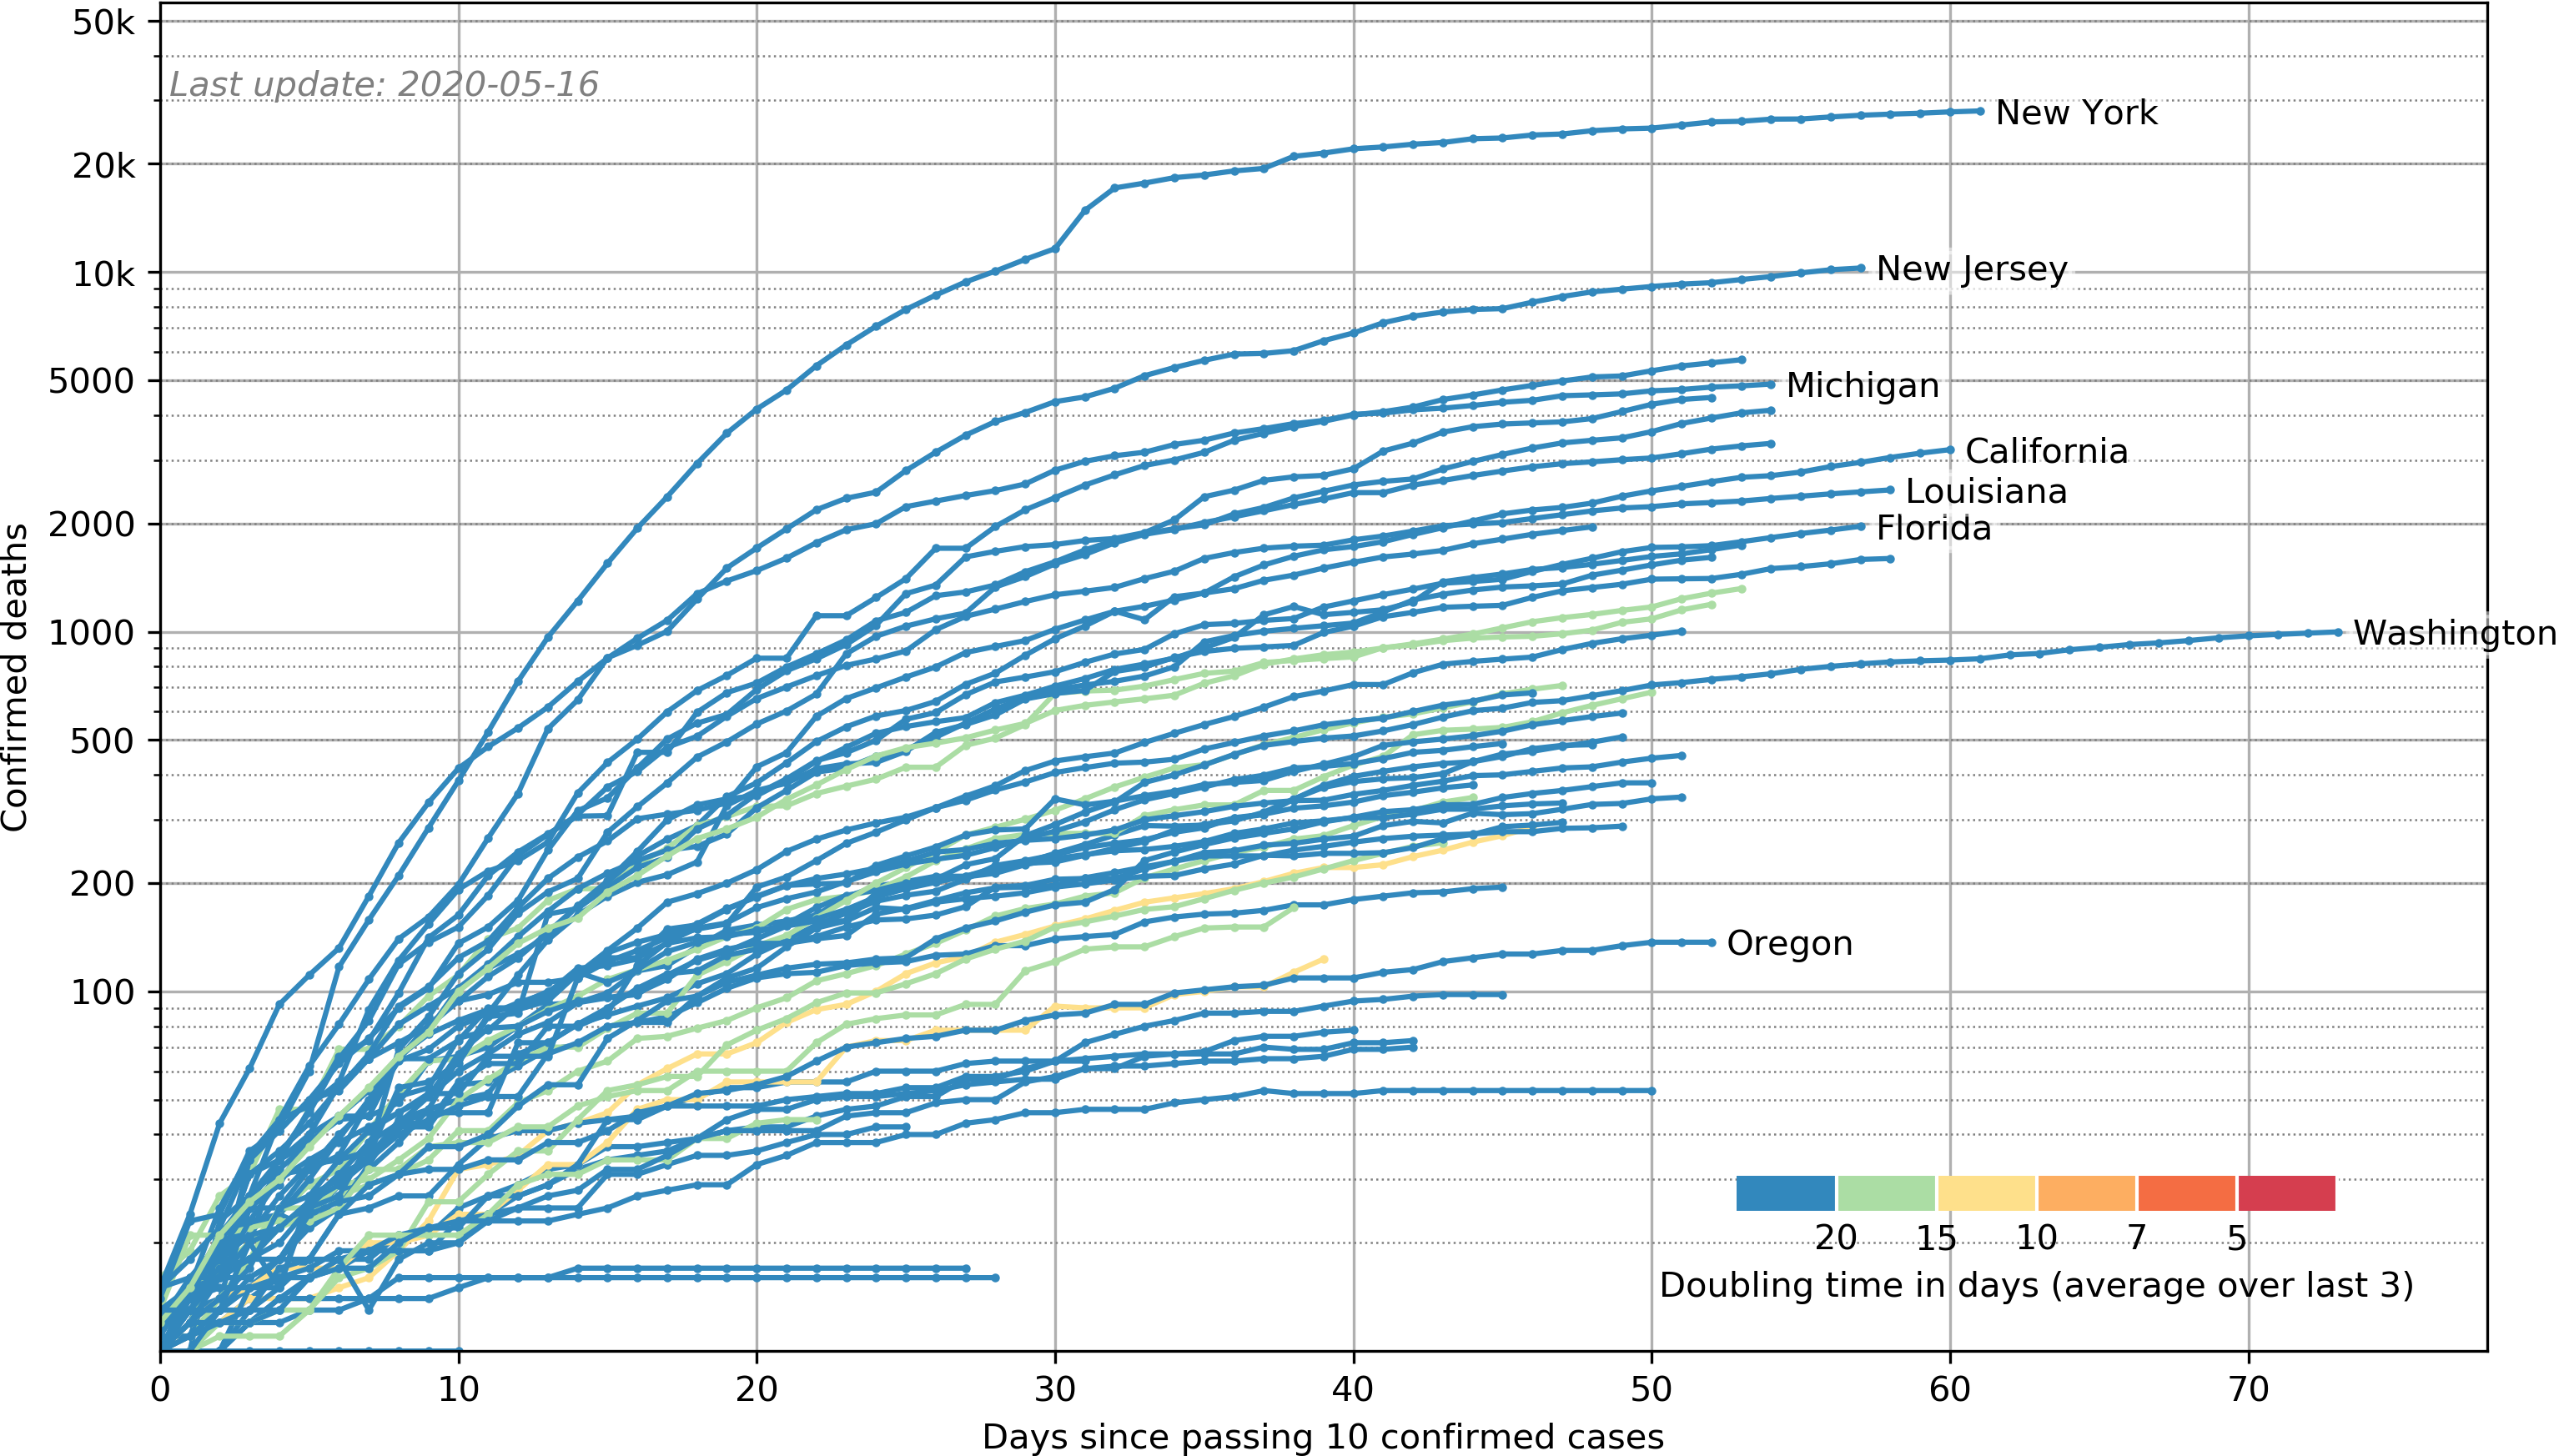 50k
Last update: 2020-05-16
New York
20k
10k
New Jersey
5000
Michigan
California
Louisiana
2000
Florida
1000
Washington
500
200
Oregon
100
Confirmed deaths
20 15 10 7 5
Doubling time in days (average over last 3)
0 10 20 30 40 50 60 70
Days since passing 10 confirmed cases